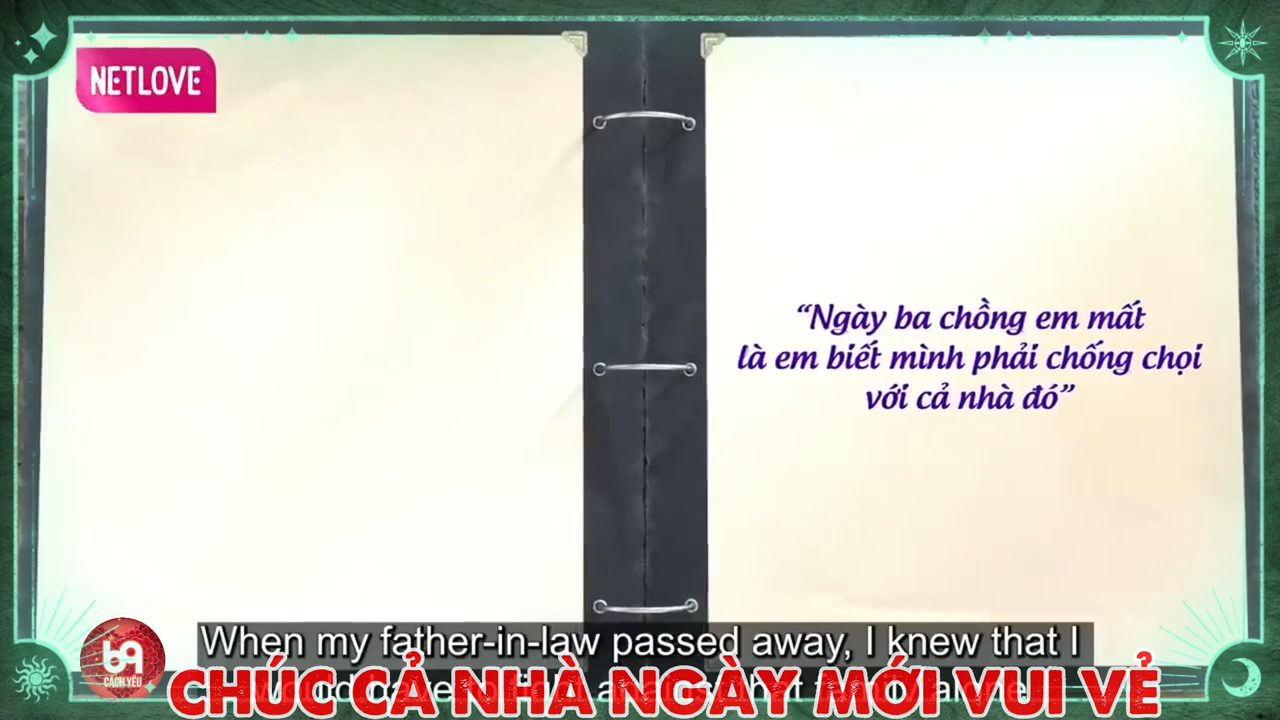 NETLOVE
“Ngày ba chồng em mất
là em biết mình phải chống chọi
với cả nhà đó”
When my father-in-law passed away, I knew that I
CÁCH YÊU
CHÚC CẢ NHÀ NGÀY MỚI VUI VẺ